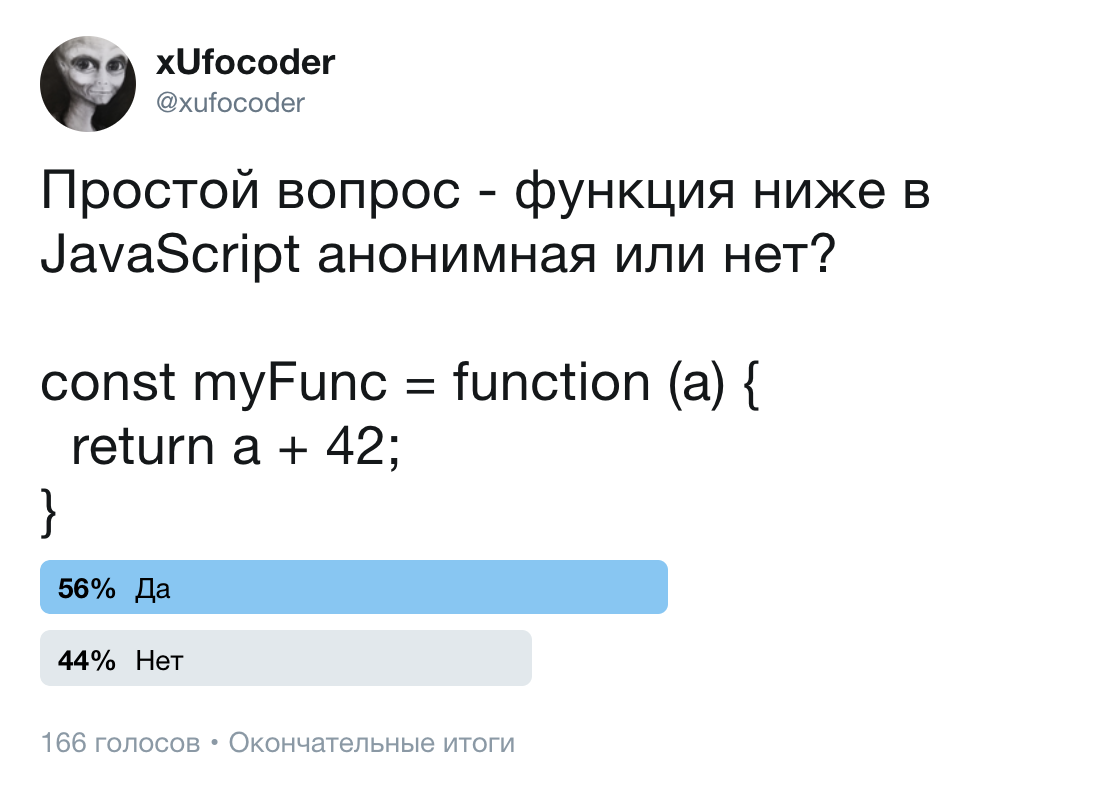 xUfocoder
@xufocoder
Простой вопрос - функция ниже в
JavaScript анонимная или нет?
const myFunc = function (a) {
return a + 42;
}
56% Да
44% Нет
166 голосов • Окончательные итоги